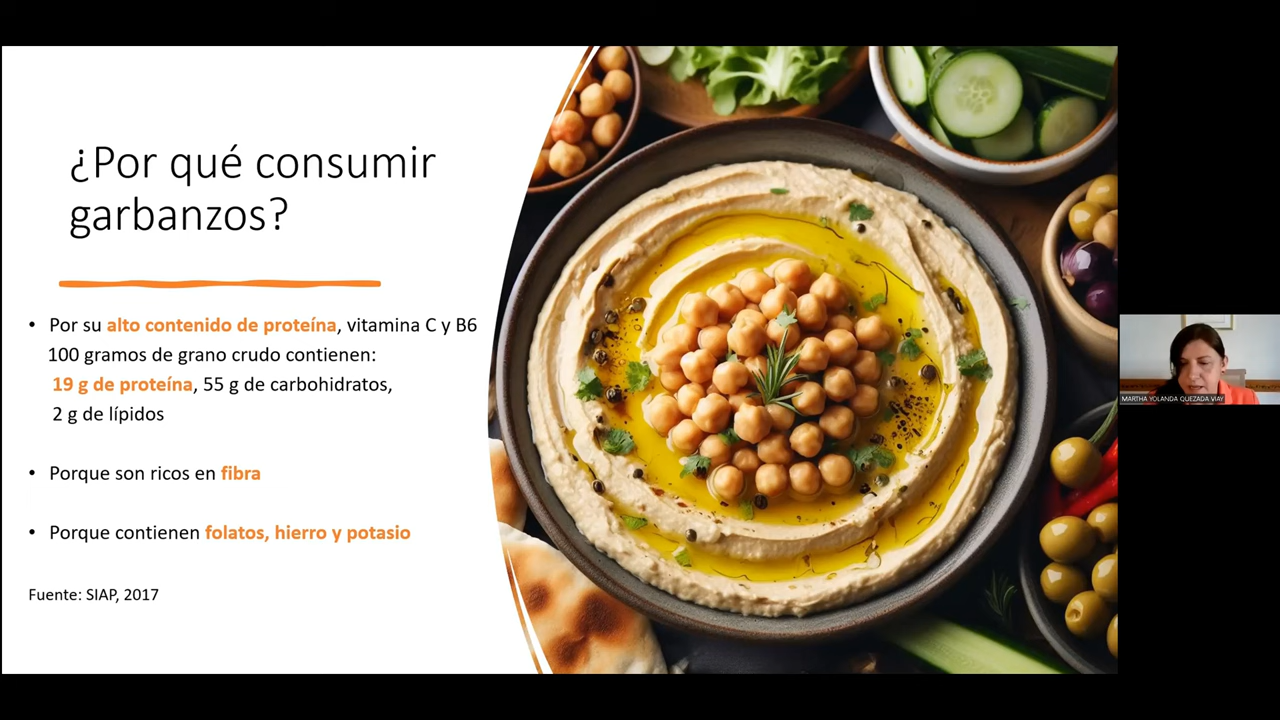 ¿Por qué consumir
garbanzos?
• Por su alto contenido de proteína, vitamina C y B6
100 gramos de grano crudo contienen:
19 g de proteína, 55 g de carbohidratos,
2 g de lípidos
• Porque son ricos en fibra
• Porque contienen folatos, hierro y potasio
Fuente: SIAP, 2017
MARTHA YOLANDA QUEZADA VIAY